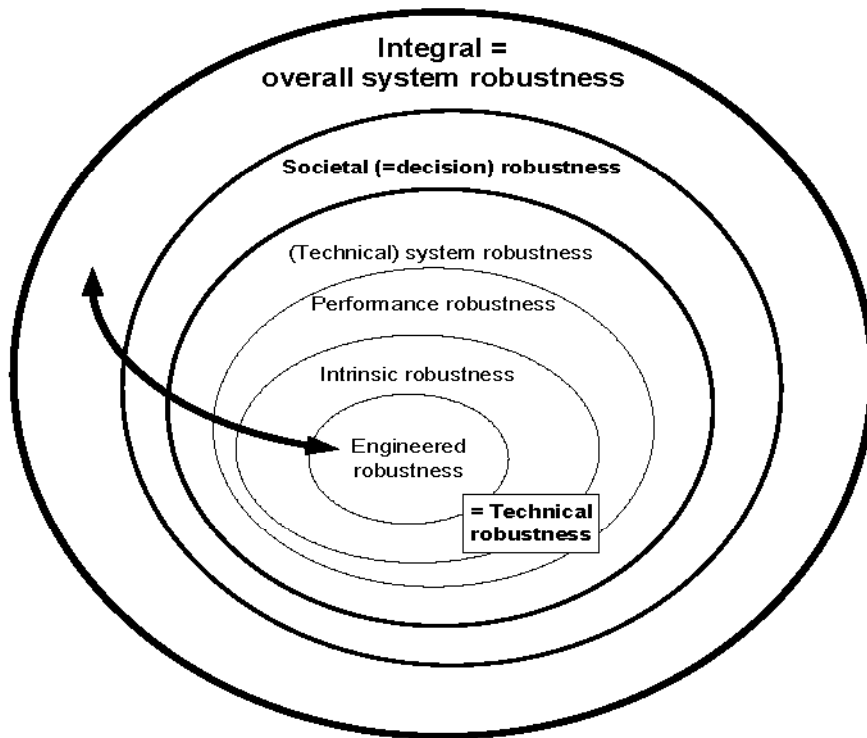 Integral =
overall system robustness
Societal (=decision) robustness
(Technical) system robustness
Performance robustness
Intrinsic robustness
Engineered
robustness
= Technical
robustness